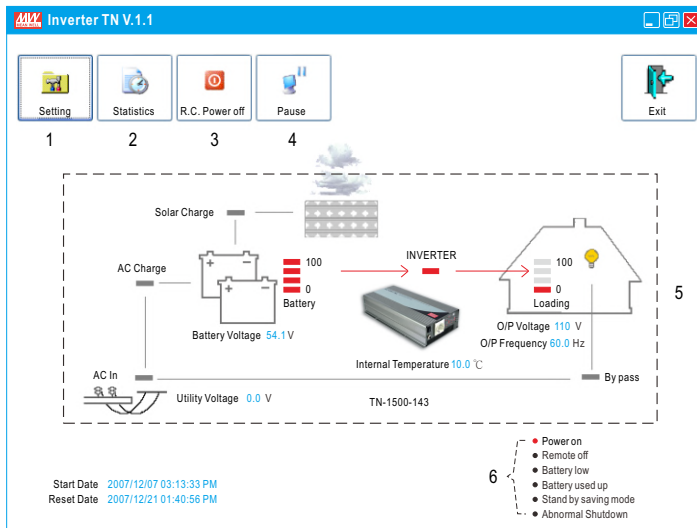 MW MEAN WELL Inverter TN V.1.1
Setting Statistics R.C. Power off Pause Exit
1 2 3 4
Solar Charge
INVERTER
100 100
AC Charge
+ − + −
0 0
5
Battery Loading
O/P Voltage 110 V
Battery Voltage 54.1 V
O/P Frequency 60.0 Hz
Internal Temperature 10.0 ℃
AC In By pass
Utility Voltage 0.0 V
TN-1500-143
6
Power on
Remote off
Battery low
Battery used up
Stand by saving mode
Abnormal Shutdown
Start Date 2007/12/07 03:13:33 PM
Reset Date 2007/12/21 01:40:56 PM